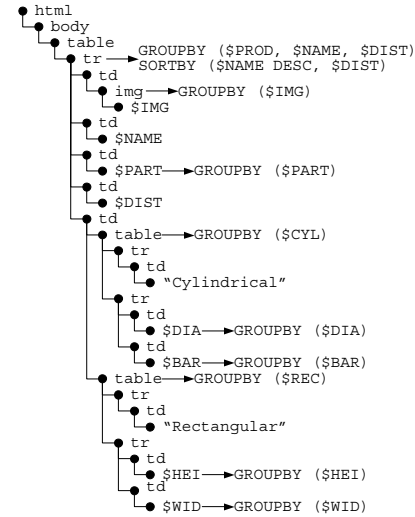 html
body
table
tr GROUPBY ($PROD, $NAME, $DIST)
SORTBY ($NAME DESC, $DIST)
td
img GROUPBY ($IMG)
$IMG
td
$NAME
td
$PART GROUPBY ($PART)
td
$DIST
td
table GROUPBY ($CYL)
tr
td
“Cylindrical”
tr
td
$DIA GROUPBY ($DIA)
td
$BAR GROUPBY ($BAR)
table GROUPBY ($REC)
tr
td
“Rectangular”
tr
td
$HEI GROUPBY ($HEI)
td
$WID GROUPBY ($WID)